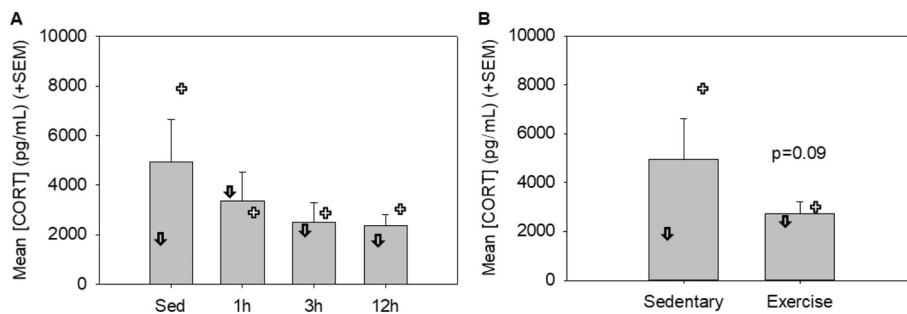 A
Mean [CORT] (pg/mL) (+SEM)
10000
8000
6000
4000
2000
0
Sed 1h 3h 12h
B
Mean [CORT] (pg/mL) (+SEM)
10000
8000
6000
4000
2000
0
p=0.09
Sedentary Exercise